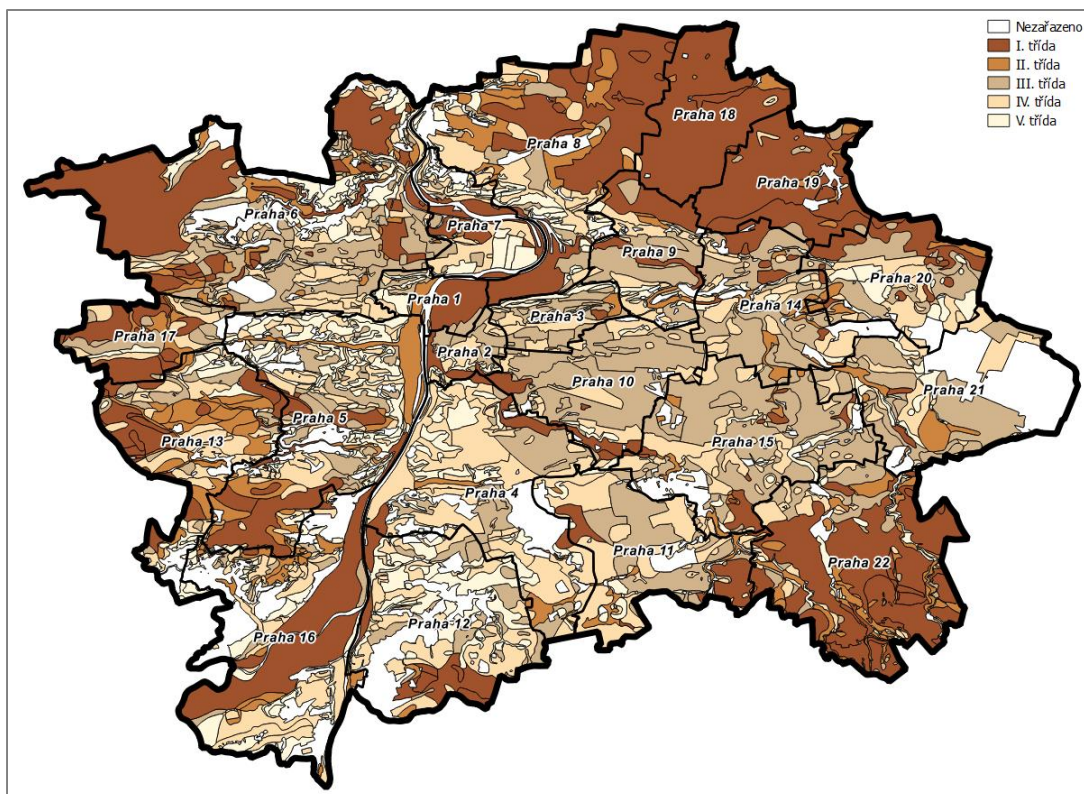 Nezařazeno
I. třída
II. třída
III. třída
IV. třída
V. třída
Praha 18
Praha 8
Praha 19
Praha 6
Praha 7
Praha 9
Praha 20
Praha 1
Praha 14
Praha 3
Praha 17
Praha 2
Praha 10
Praha 21
Praha 5
Praha 13
Praha 15
Praha 4
Praha 11
Praha 22
Praha 12
Praha 16